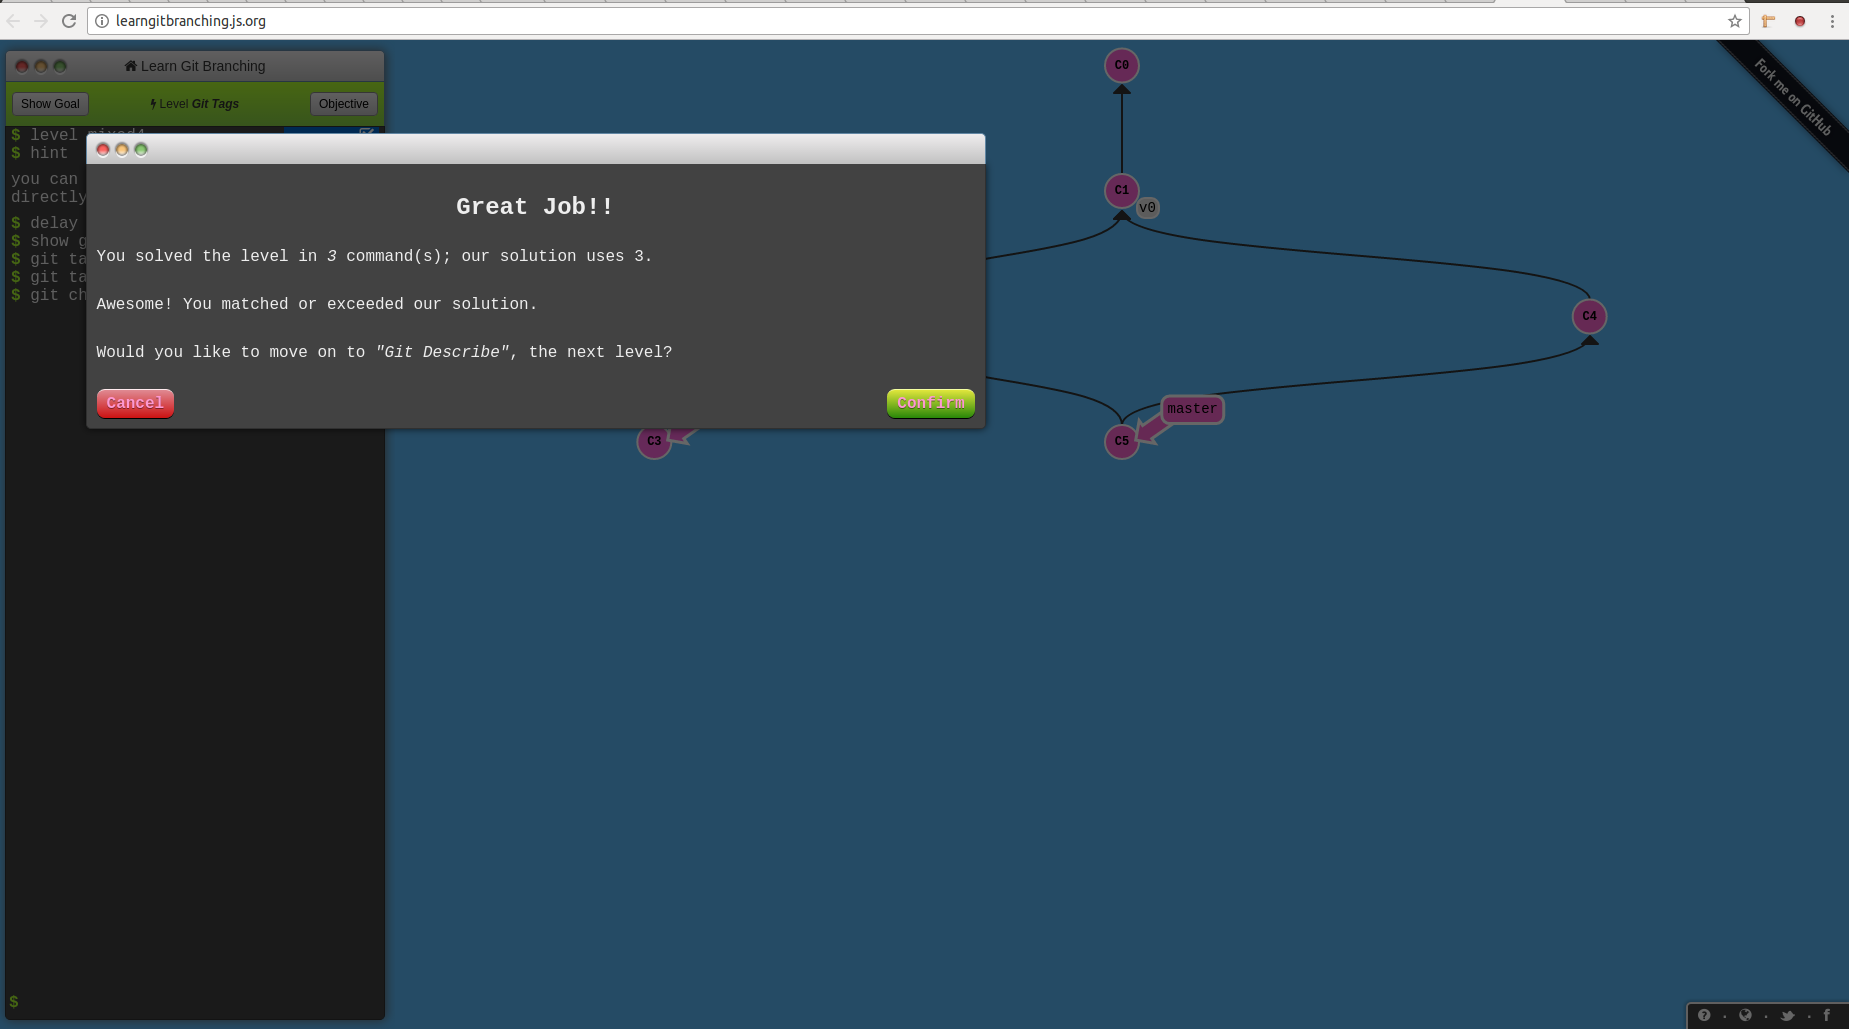 learngitbranching.js.org
Learn Git Branching
Show Goal
Level Git Tags
Objective
$ level mixed4
$ hint
you can
directly
$ delay
$ show g
$ git ta
$ git ta
$ git ch
$
Great Job!!
You solved the level in 3 command(s); our solution uses 3.
Awesome! You matched or exceeded our solution.
Would you like to move on to "Git Describe", the next level?
Cancel
Confirm
C0
C1
v0
C4
master
C3
C5
Fork me on GitHub